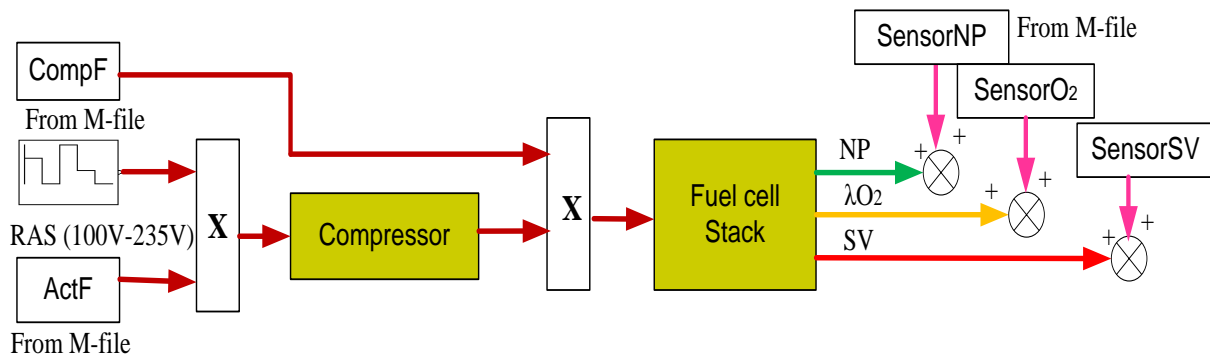 SensorNP
From M-file
CompF
SensorO₂
From M-file
SensorSV
+
+
NP
X
X
Fuel cell
Stack
+
+
λO₂
RAS (100V-235V)
Compressor
SV
+
+
ActF
From M-file